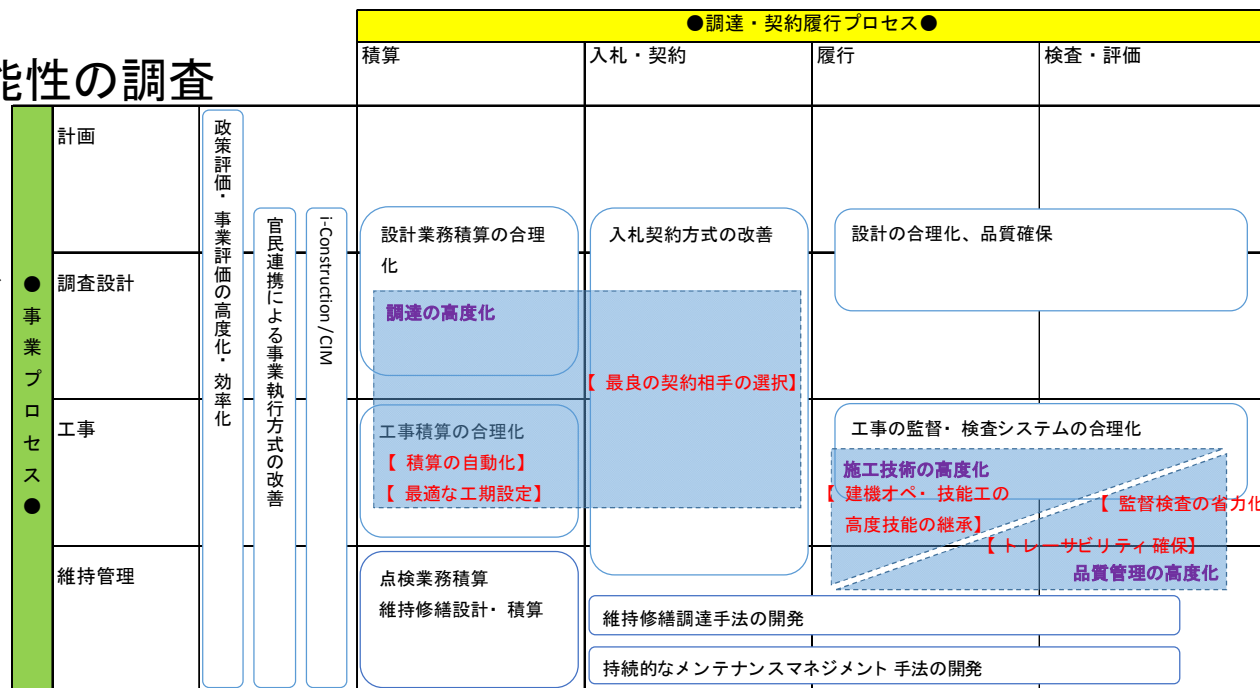 ●調達・契約履行プロセス●
積算
入札・契約
履行
検査・評価
能性の調査
●事業プロセス●
計画
調査設計
工事
維持管理
政策評価・事業評価の高度化・効率化
官民連携による事業執行方式の改善
i-Construction/CIM
設計業務積算の合理
化
入札契約方式の改善
設計の合理化、品質確保
調達の高度化
【最良の契約相手の選択】
工事積算の合理化
【積算の自動化】
【最適な工期設定】
工事の監督・検査システムの合理化
施工技術の高度化
【建機オペ・技能工の
高度技能の継承】
【監督検査の省力化
【トレーサビリティ確保】
品質管理の高度化
点検業務積算
維持修繕設計・積算
維持修繕調達手法の開発
持続的なメンテナンスマネジメント手法の開発